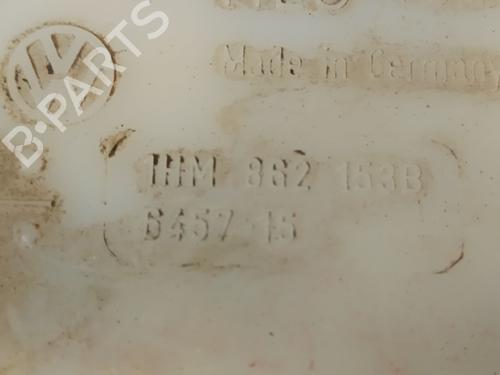 Made in Germany
1HM 862 153B
6457-15
B-PARTS